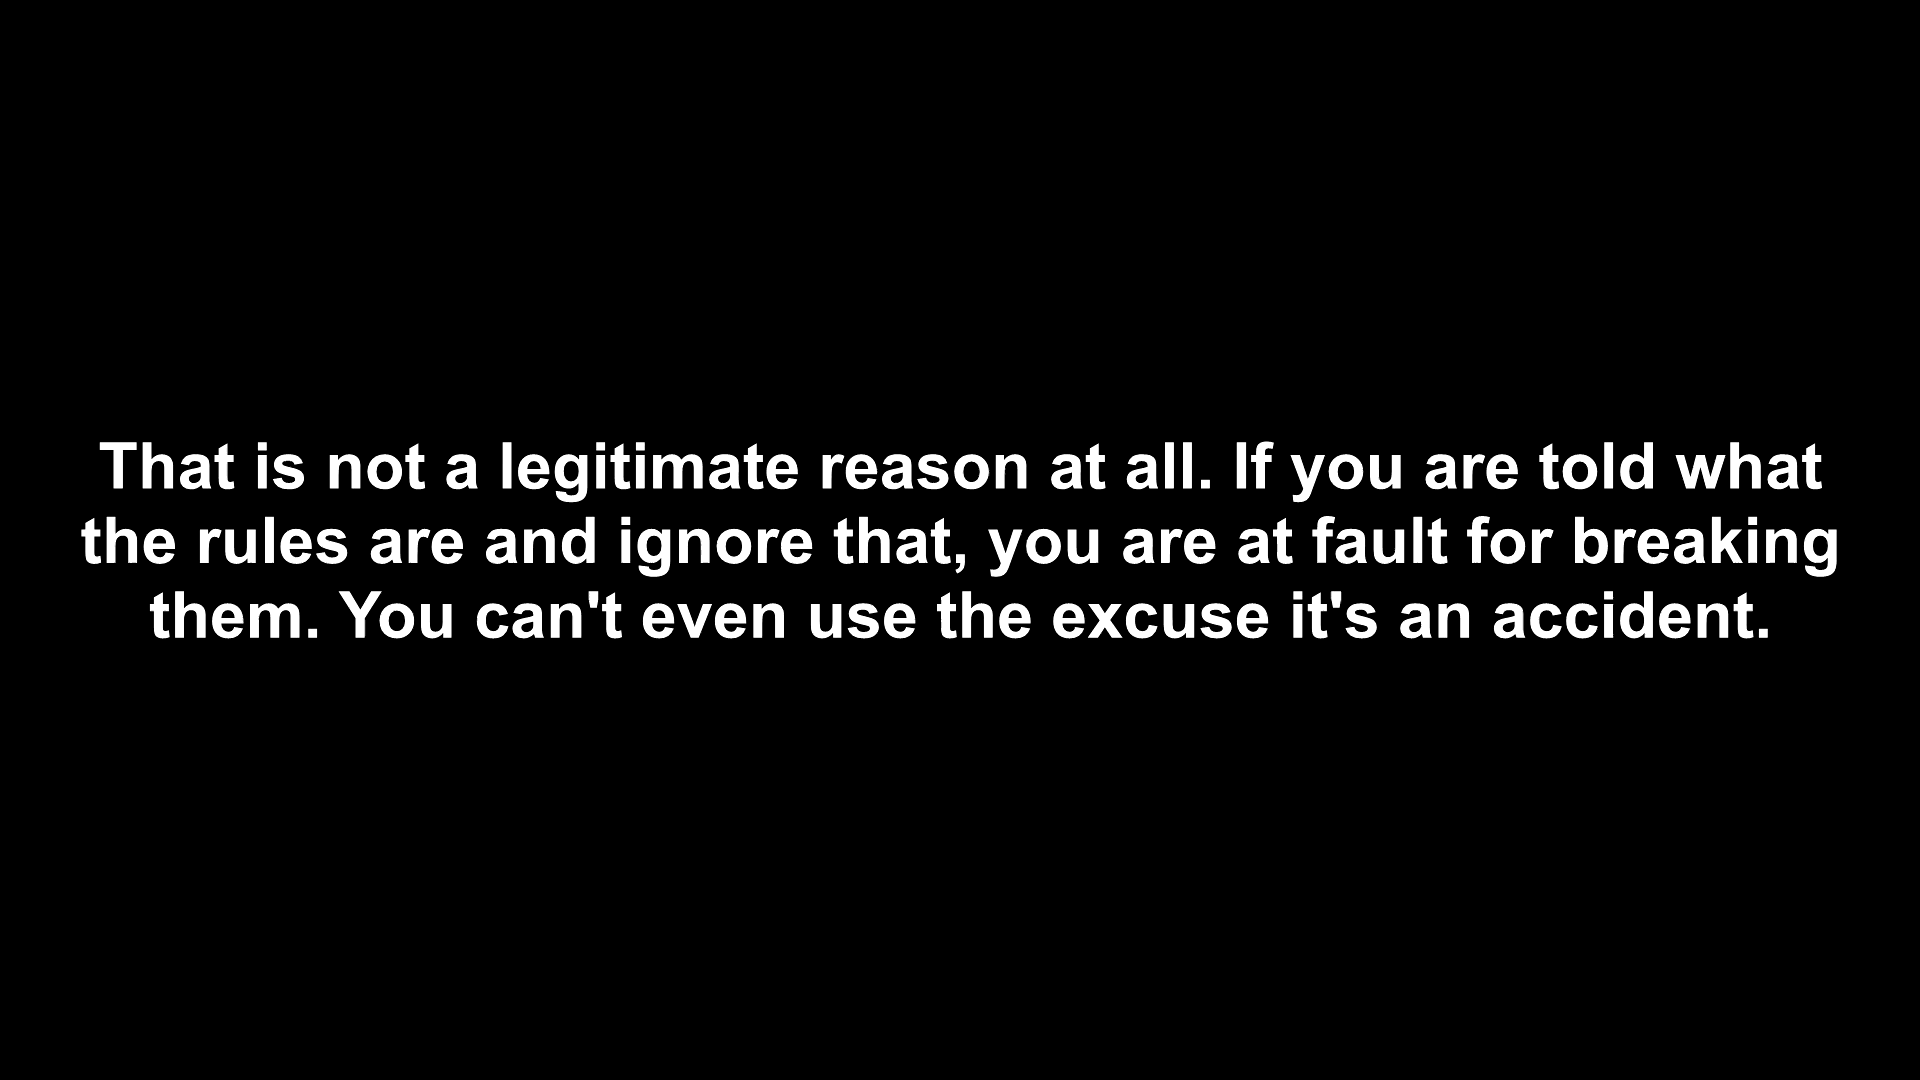 That is not a legitimate reason at all. If you are told what
the rules are and ignore that, you are at fault for breaking
them. You can't even use the excuse it's an accident.